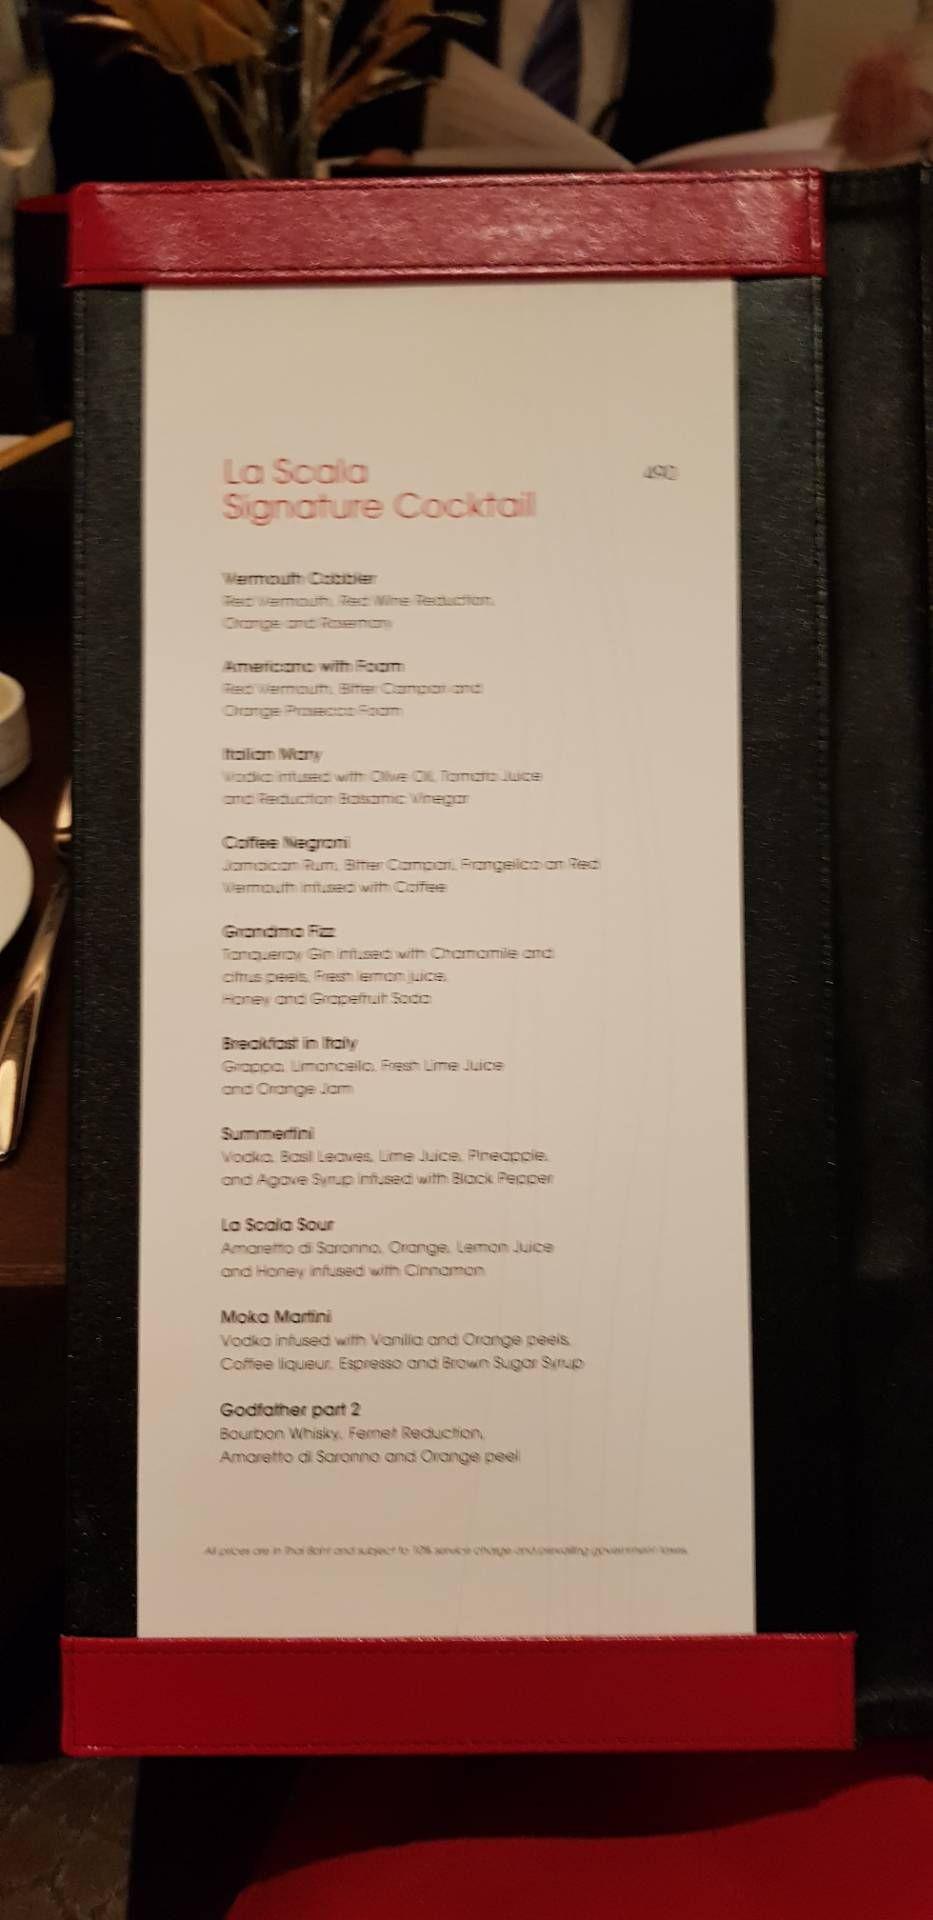 La Scala
490
Signature Cocktail
Vermouth Cobbler
Red Vermouth, Red Wine Reduction,
Orange and Rosemary
Americano with Foam
Red Vermouth, Bitter Campari and
Orange Prosecco Foam
Italian Mary
Vodka infused with Olive Oil, Tomato Juice
and Reduction Balsamic Vinegar
Coffee Negroni
Jamaican Rum, Bitter Campari, Frangelico an Red
Vermouth infused with Coffee
Grandma Fizz
Tanqueray Gin infused with Chamomile and
citrus peels, Fresh lemon juice,
Honey and Grapefruit Soda
Breakfast in Italy
Grappa, Limoncello, Fresh Lime Juice
and Orange Jam
Summertini
Vodka, Basil Leaves, Lime Juice, Pineapple,
and Agave Syrup infused with Black Pepper
La Scala Sour
Amaretto di Saronno, Orange, Lemon Juice
and Honey infused with Cinnamon
Moka Martini
Vodka infused with Vanilla and Orange peels,
Coffee liqueur, Espresso and Brown Sugar Syrup
Godfather part 2
Bourbon Whisky, Fernet Reduction,
Amaretto di Saronno and Orange peel
All prices are in Thai Baht and subject to 10% service charge and prevailing government taxes.